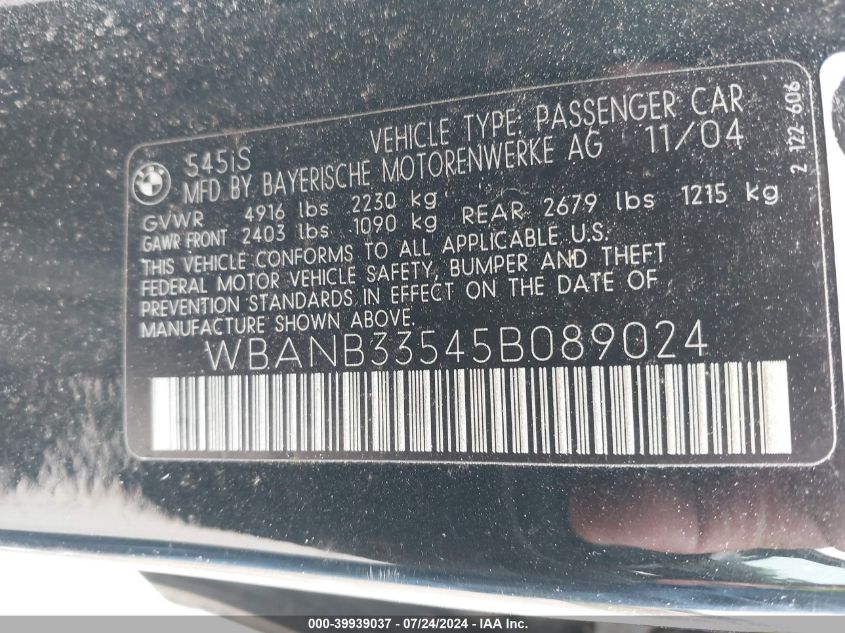 545iS VEHICLE TYPE: PASSENGER CAR
MFD BY BAYERISCHE MOTORENWERKE AG 11/04
GVWR 4916 lbs 2230 kg
GAWR FRONT 2403 lbs 1090 kg REAR 2679 lbs 1215 kg
THIS VEHICLE CONFORMS TO ALL APPLICABLE U.S.
FEDERAL MOTOR VEHICLE SAFETY, BUMPER AND THEFT
PREVENTION STANDARDS IN EFFECT ON THE DATE OF
MANUFACTURE SHOWN ABOVE.
WBANB33545B089024
2 122 606
000-39939037 - 07/24/2024 - IAA Inc.